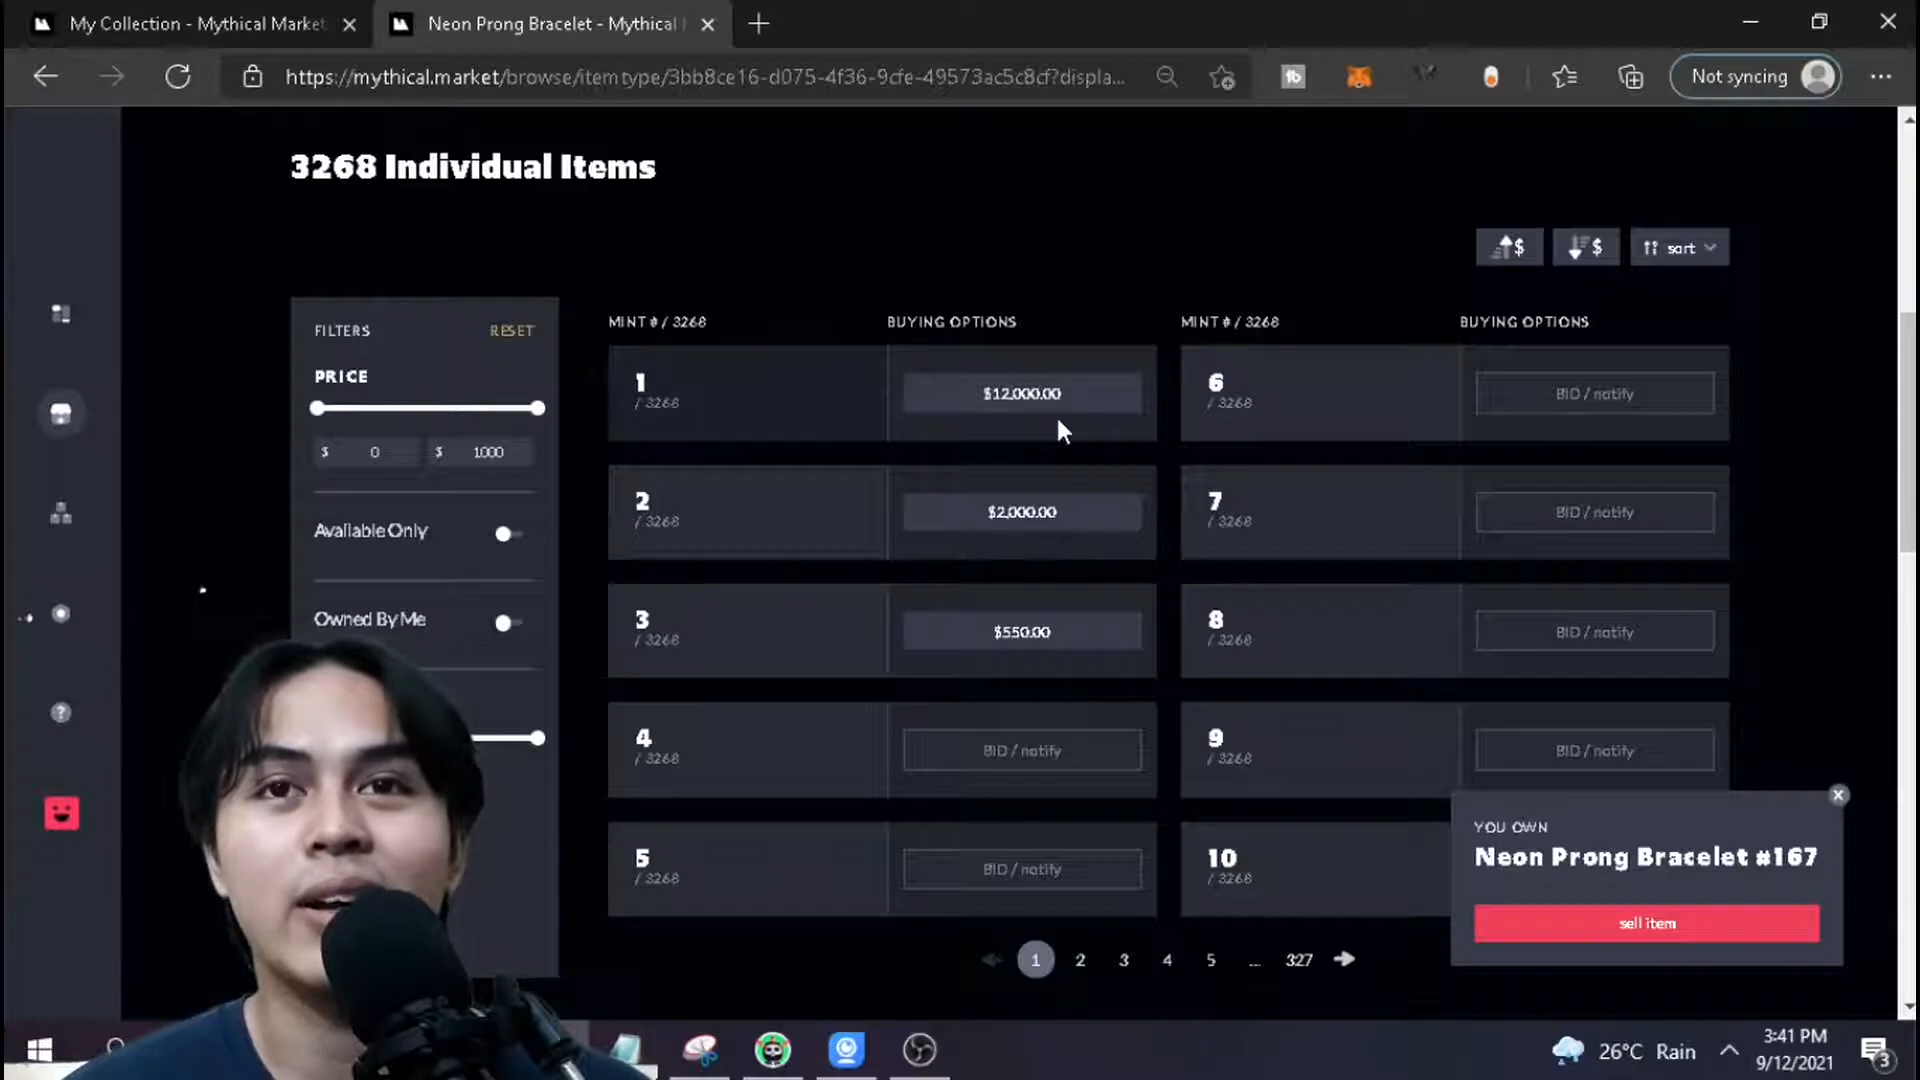 My Collection - Mythical Market
Neon Prong Bracelet - Mythical
https://mythical.market/browse/itemtype/3bb8ce16-d075-4f36-9cfe-49573ac5c8cf?displa...
Not syncing
3268 Individual Items
$
$
sort
FILTERS
RESET
PRICE
$ 0
$ 1000
Available Only
Owned By Me
MINT # / 3268
BUYING OPTIONS
MINT # / 3268
BUYING OPTIONS
1
/ 3268
$12,000.00
6
/ 3268
BID / notify
2
/ 3268
$2,000.00
7
/ 3268
BID / notify
3
/ 3268
$550.00
8
/ 3268
BID / notify
4
/ 3268
BID / notify
9
/ 3268
BID / notify
5
/ 3268
BID / notify
10
/ 3268
YOU OWN
Neon Prong Bracelet #167
sell item
1 2 3 4 5 ... 327
26°C Rain
3:41 PM
9/12/2021
3